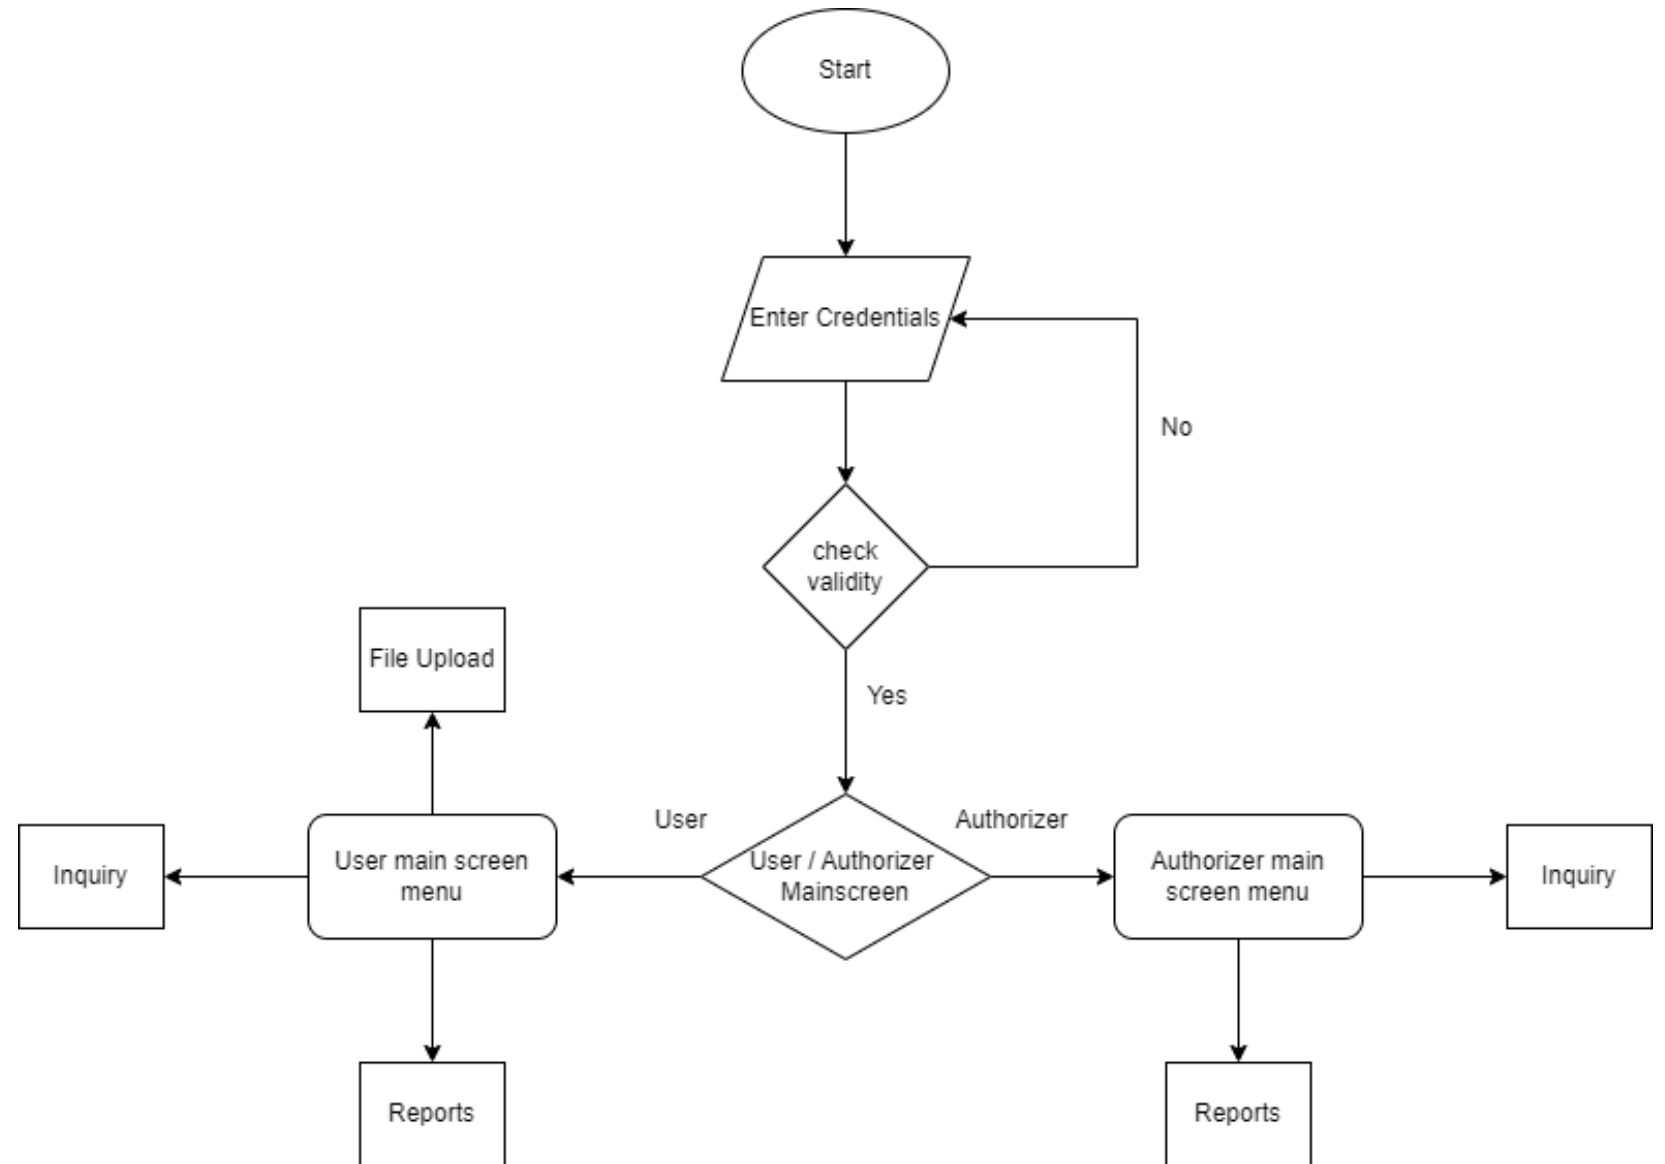 Start
Enter Credentials
No
check
validity
File Upload
Yes
User
Authorizer
Inquiry
User main screen
menu
User / Authorizer
Mainscreen
Authorizer main
screen menu
Inquiry
Reports
Reports